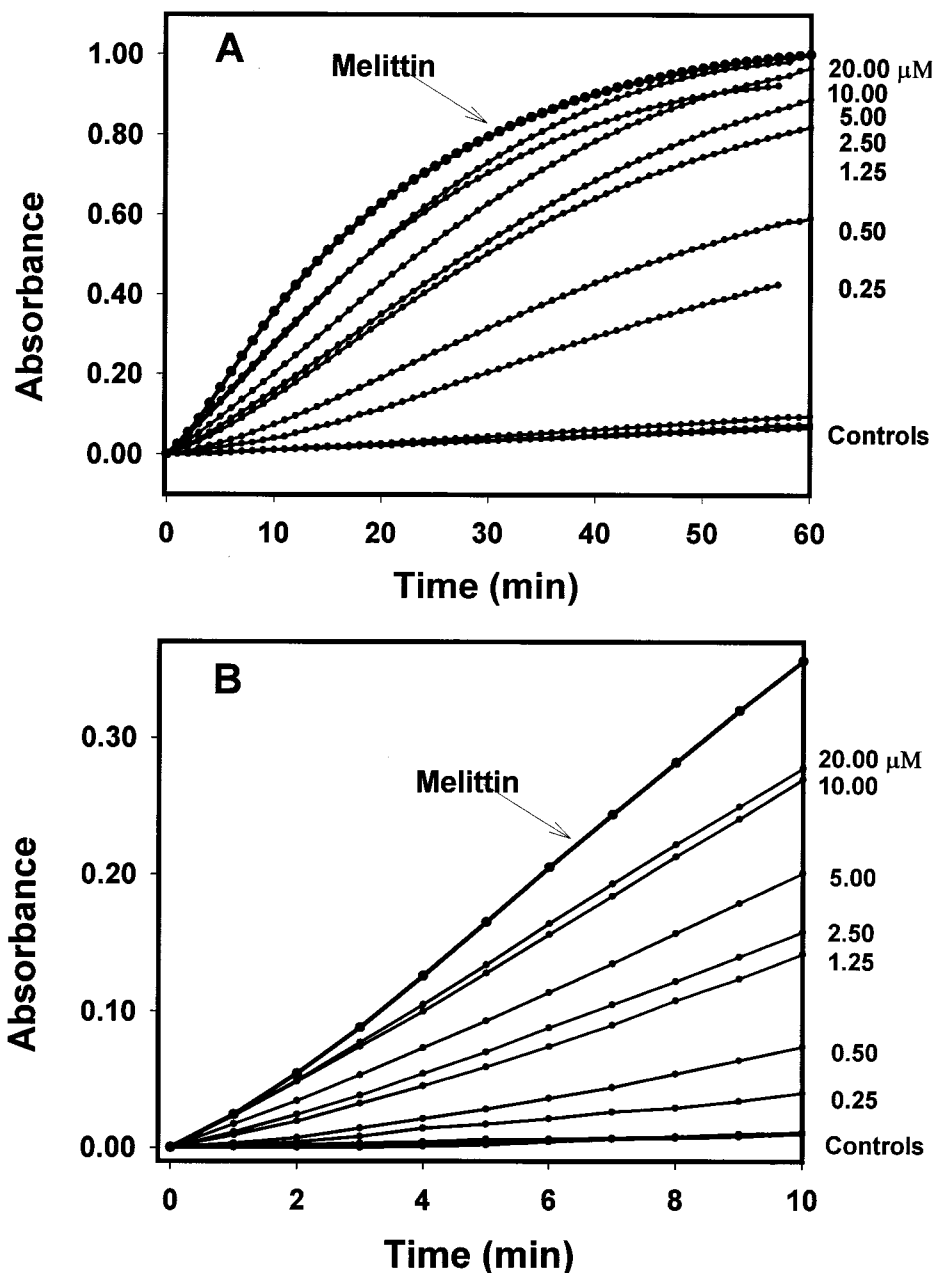 A
Melittin
Absorbance
1.00
0.80
0.60
0.40
0.20
0.00
20.00 μM
10.00
5.00
2.50
1.25
0.50
0.25
Controls
0 10 20 30 40 50 60
Time (min)
B
Melittin
Absorbance
0.30
0.20
0.10
0.00
20.00 μM
10.00
5.00
2.50
1.25
0.50
0.25
Controls
0 2 4 6 8 10
Time (min)